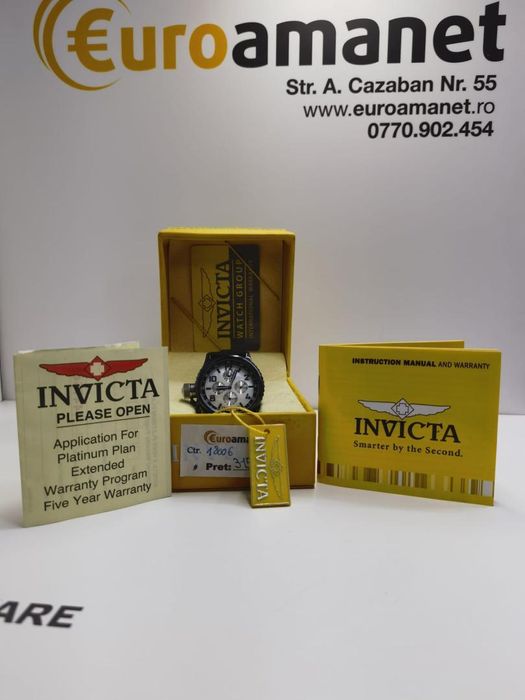 €uroamanet
Str. A. Cazaban Nr. 55
www.euroamanet.ro
0770.902.454
INVICTA
WATCH GROUP
INVICTA
PLEASE OPEN
Application For
Platinum Plan
Extended
Warranty Program
Five Year Warranty
Euroamanet
Ctr. 12006
Pret:
INVICTA
INSTRUCTION MANUAL AND WARRANTY
INVICTA
Smarter by the Second.
ARE